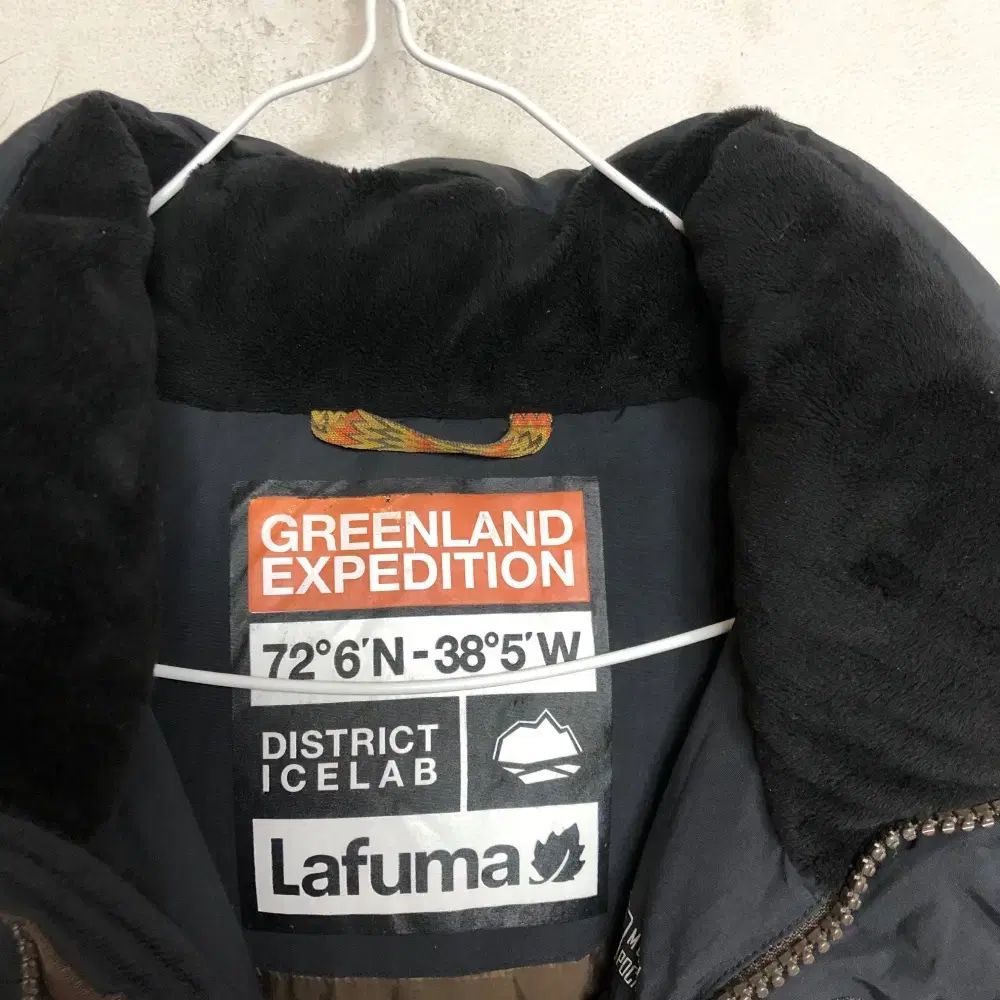 GREENLAND
EXPEDITION
72°6′N - 38°5′W
DISTRICT
ICELAB
Lafuma